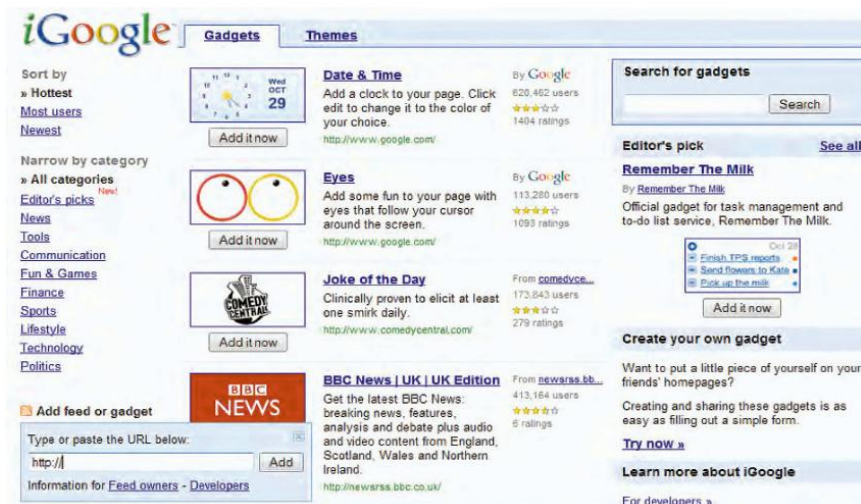 iGoogle
Gadgets
Themes
Sort by
» Hottest
Most users
Newest
Narrow by category
» All categories
New!
Editor's picks
News
Tools
Communication
Fun & Games
Finance
Sports
Lifestyle
Technology
Politics
Add feed or gadget
Type or paste the URL below:
http://
Add
Information for Feed owners - Developers
Wed
OCT
29
Add it now
Date & Time
Add a clock to your page. Click
edit to change it to the color of
your choice.
http://www.google.com/
By Google
620,462 users
1404 ratings
Add it now
Eyes
Add some fun to your page with
eyes that follow your cursor
around the screen.
http://www.google.com/
By Google
113,280 users
1093 ratings
COMEDY
CENTRAL
Add it now
Joke of the Day
Clinically proven to elicit at least
one smirk daily.
http://www.comedycentral.com/
From comedyce...
173,843 users
279 ratings
BBC
NEWS
BBC News | UK | UK Edition
Get the latest BBC News:
breaking news, features,
analysis and debate plus audio
and video content from England,
Scotland, Wales and Northern
Ireland.
http://newsrss.bbc.co.uk/
From newsrss.bb...
413,164 users
6 ratings
Search for gadgets
Search
Editor's pick
See all
Remember The Milk
By Remember The Milk
Official gadget for task management and
to-do list service, Remember The Milk.
Oct 28
Finish TPS reports
Send flowers to Kate
Pick up the milk
Add it now
Create your own gadget
Want to put a little piece of yourself on your
friends' homepages?
Creating and sharing these gadgets is as
easy as filling out a simple form.
Try now »
Learn more about iGoogle
For developers »